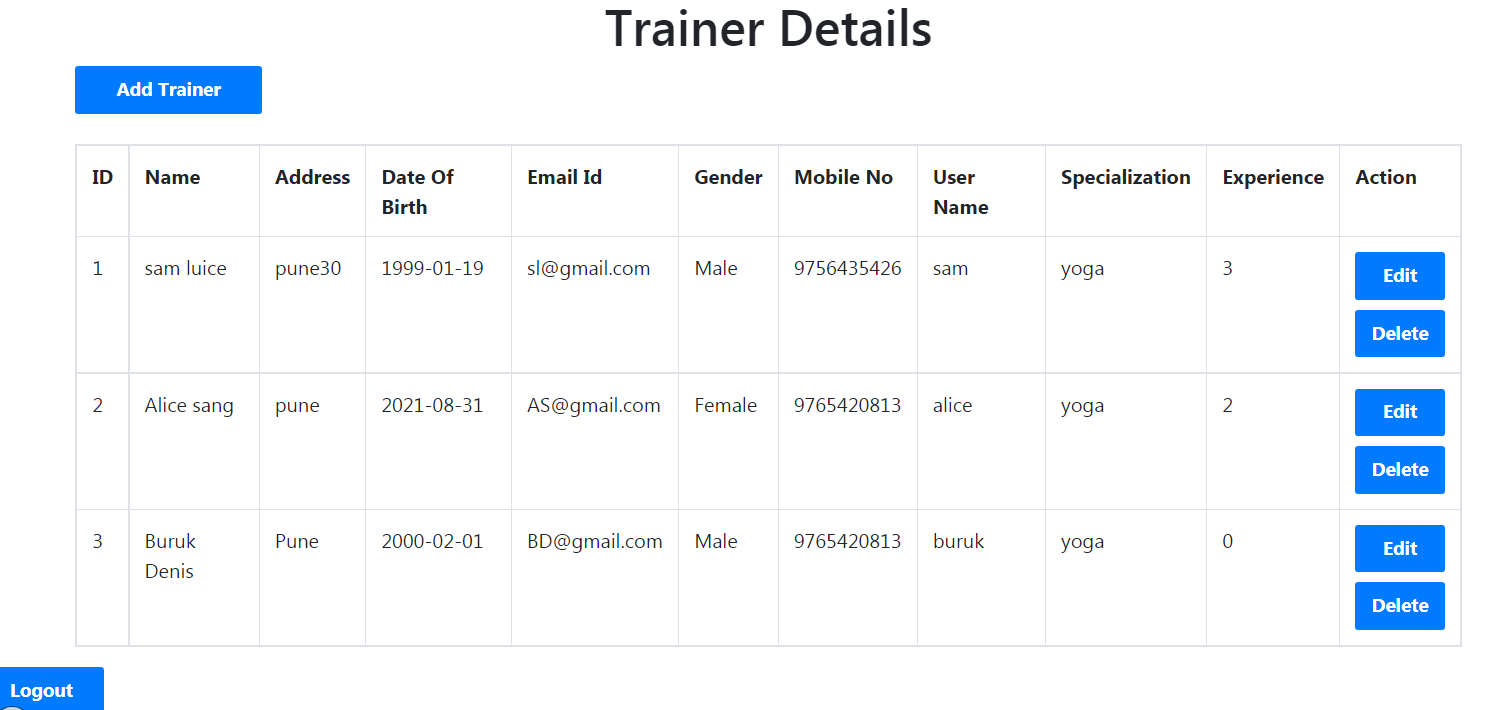 Trainer Details
Add Trainer
ID Name Address Date Of Birth Email Id Gender Mobile No User Name Specialization Experience Action
1 sam luice pune30 1999-01-19 sl@gmail.com Male 9756435426 sam yoga 3 Edit
Delete
2 Alice sang pune 2021-08-31 AS@gmail.com Female 9765420813 alice yoga 2 Edit
Delete
3 Buruk Denis Pune 2000-02-01 BD@gmail.com Male 9765420813 buruk yoga 0 Edit
Delete
Logout